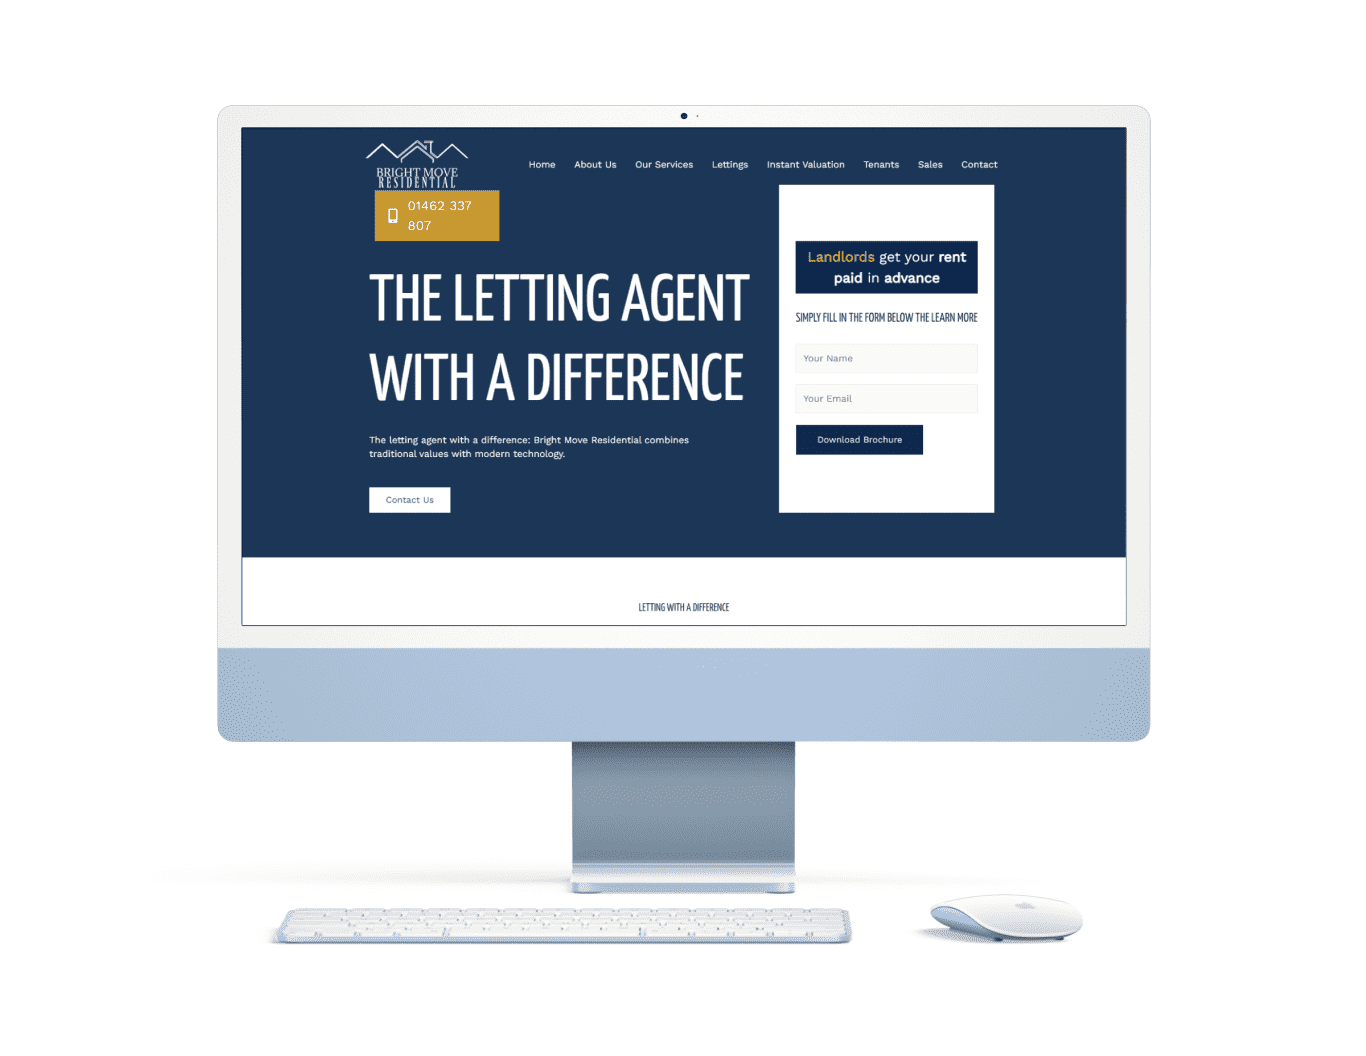 BRIGHT MOVE
RESIDENTIAL
Home About Us Our Services Lettings Instant Valuation Tenants Sales Contact
01462 337
807
THE LETTING AGENT
WITH A DIFFERENCE
The letting agent with a difference: Bright Move Residential combines
traditional values with modern technology.
Contact Us
Landlords get your rent
paid in advance
SIMPLY FILL IN THE FORM BELOW THE LEARN MORE
Your Name
Your Email
Download Brochure
LETTING WITH A DIFFERENCE